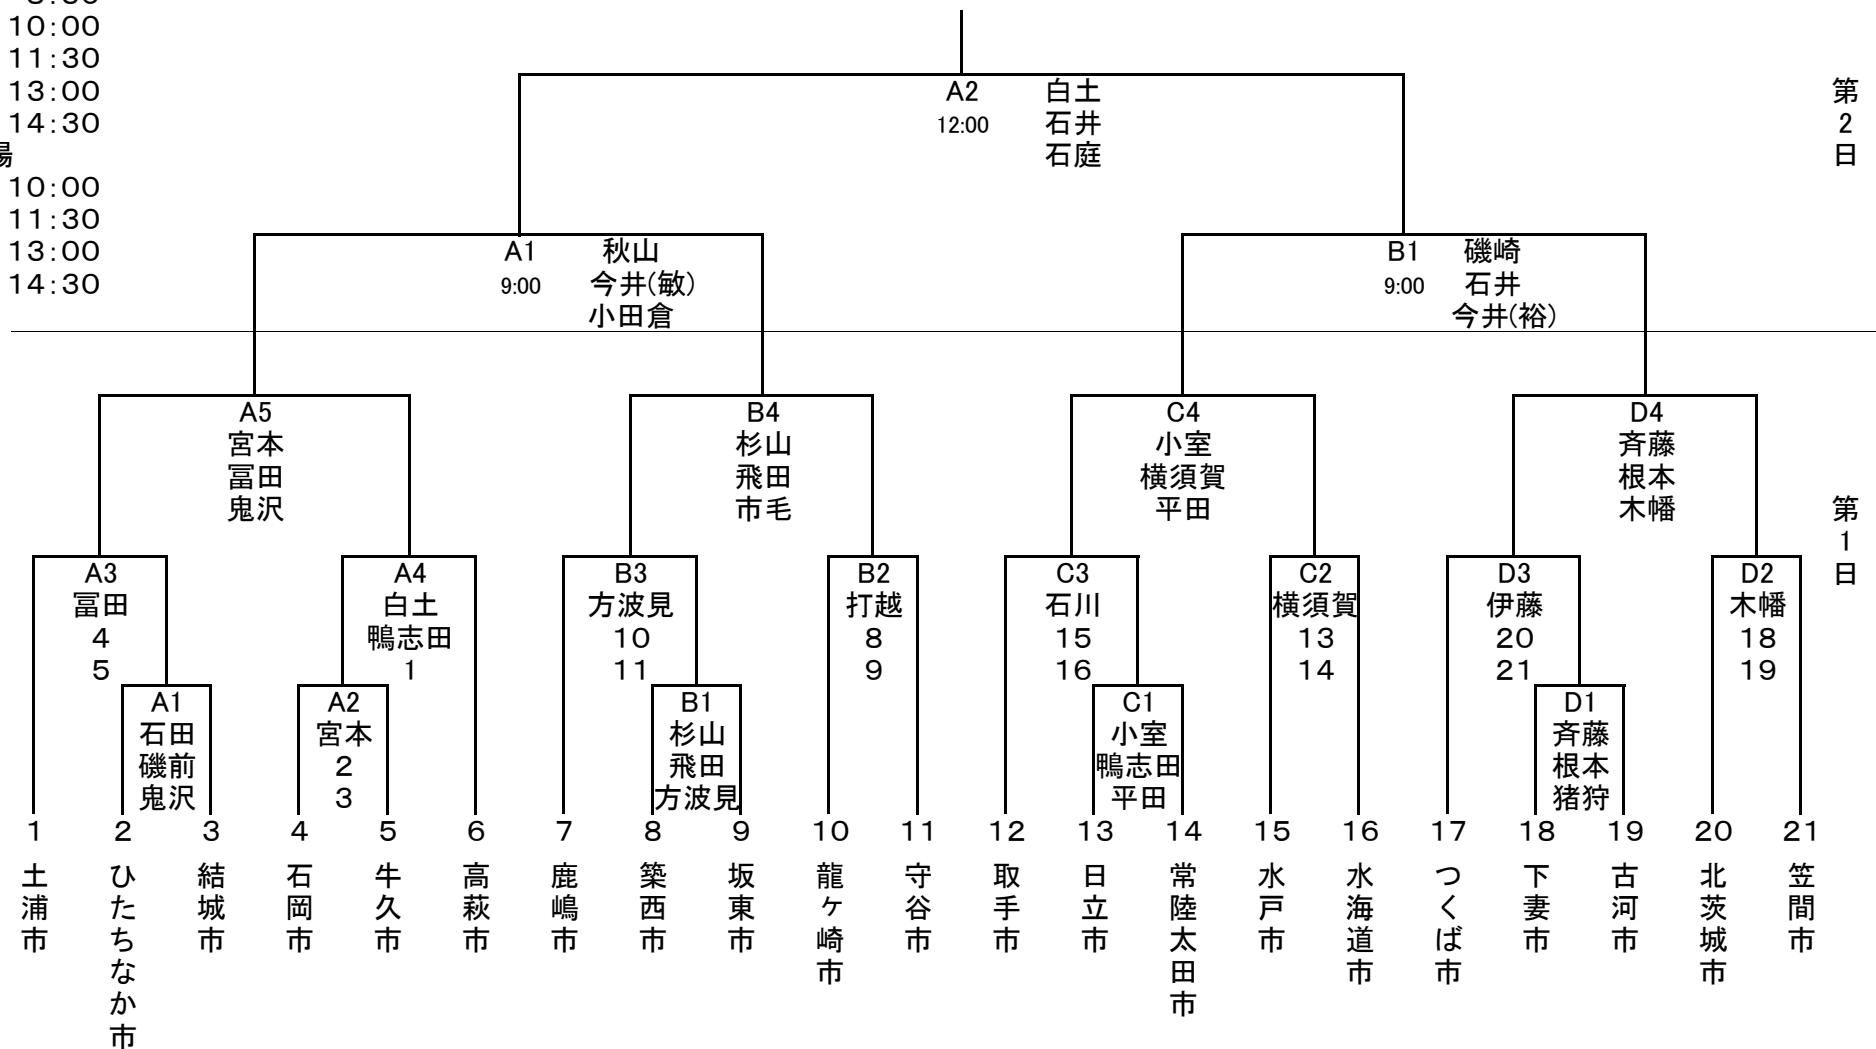 10:00
11:30
13:00
14:30
場
10:00
11:30
13:00
14:30
A2 白土
12:00 石井
石庭
第2日
A1 秋山
9:00 今井(敏)
小田倉
B1 磯崎
9:00 石井
今井(裕)
A5
宮本
冨田
鬼沢
B4
杉山
飛田
市毛
C4
小室
横須賀
平田
D4
斉藤
根本
木幡
第1日
A3
冨田
4
5
A4
白土
鴨志田
1
B3
方波見
10
11
B2
打越
8
9
C3
石川
15
16
C2
横須賀
13
14
D3
伊藤
20
21
D2
木幡
18
19
A1
石田
磯前
鬼沢
A2
宮本
2
3
B1
杉山
飛田
方波見
C1
小室
鴨志田
平田
D1
斉藤
根本
猪狩
1 2 3 4 5 6 7 8 9 10 11 12 13 14 15 16 17 18 19 20 21
土浦市
ひたちなか市
結城市
石岡市
牛久市
高萩市
鹿嶋市
築西市
坂東市
龍ヶ崎市
守谷市
取手市
日立市
常陸太田市
水戸市
水海道市
つくば市
下妻市
古河市
北茨城市
笠間市